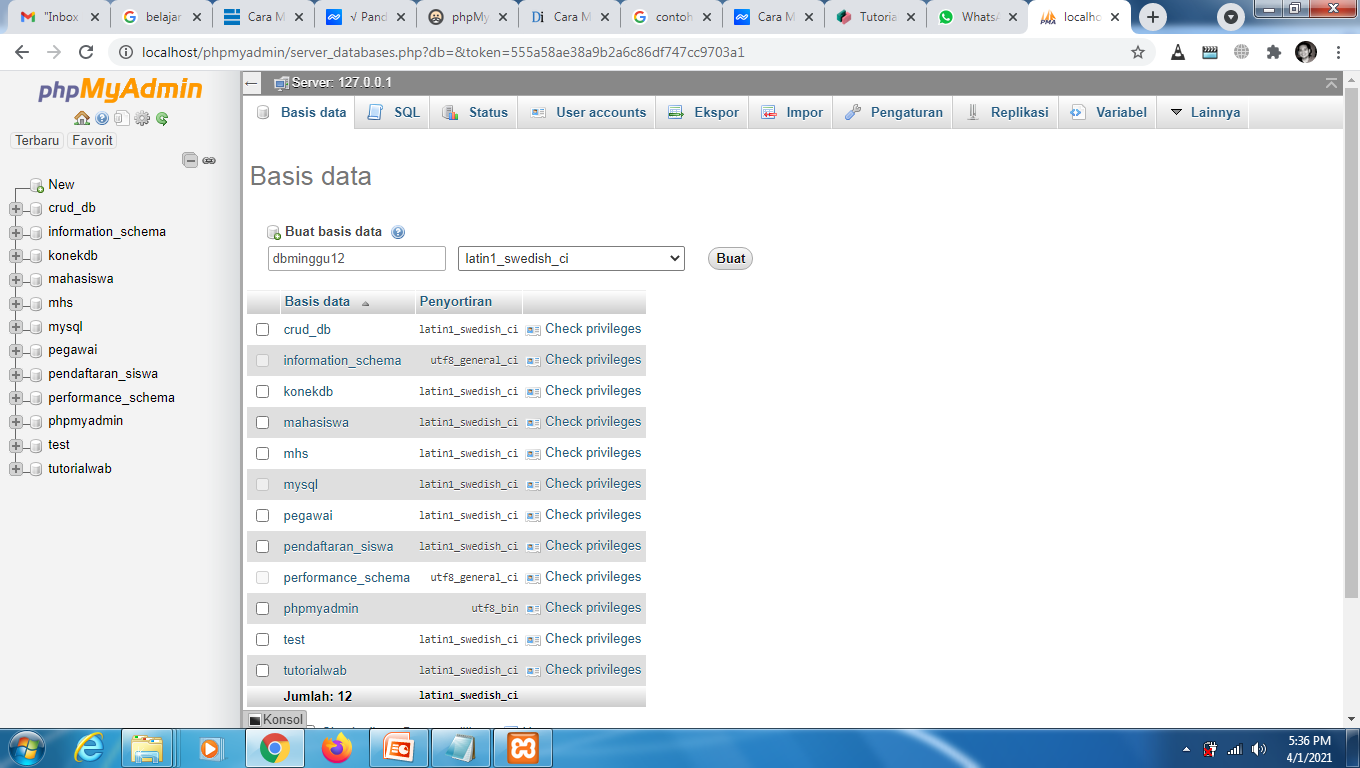 "Inbox
belajar
Cara M
√ Pand
phpMy
Cara M
contoh
Cara M
Tutoria
WhatsA
localho
localhost/phpmyadmin/server_databases.php?db=&token=555a58ae38a9b2a6c86df747cc9703a1
phpMyAdmin
Terbaru Favorit
New
crud_db
information_schema
konekdb
mahasiswa
mhs
mysql
pegawai
pendaftaran_siswa
performance_schema
phpmyadmin
test
tutorialwab
Server: 127.0.0.1
Basis data SQL Status User accounts Ekspor Impor Pengaturan Replikasi Variabel Lainnya
Basis data
Buat basis data
dbminggu12 latin1_swedish_ci Buat
Basis data Penyortiran
crud_db latin1_swedish_ci Check privileges
information_schema utf8_general_ci Check privileges
konekdb latin1_swedish_ci Check privileges
mahasiswa latin1_swedish_ci Check privileges
mhs latin1_swedish_ci Check privileges
mysql latin1_swedish_ci Check privileges
pegawai latin1_swedish_ci Check privileges
pendaftaran_siswa latin1_swedish_ci Check privileges
performance_schema utf8_general_ci Check privileges
phpmyadmin utf8_bin Check privileges
test latin1_swedish_ci Check privileges
tutorialwab latin1_swedish_ci Check privileges
Jumlah: 12 latin1_swedish_ci
Konsol
5:36 PM
4/1/2021